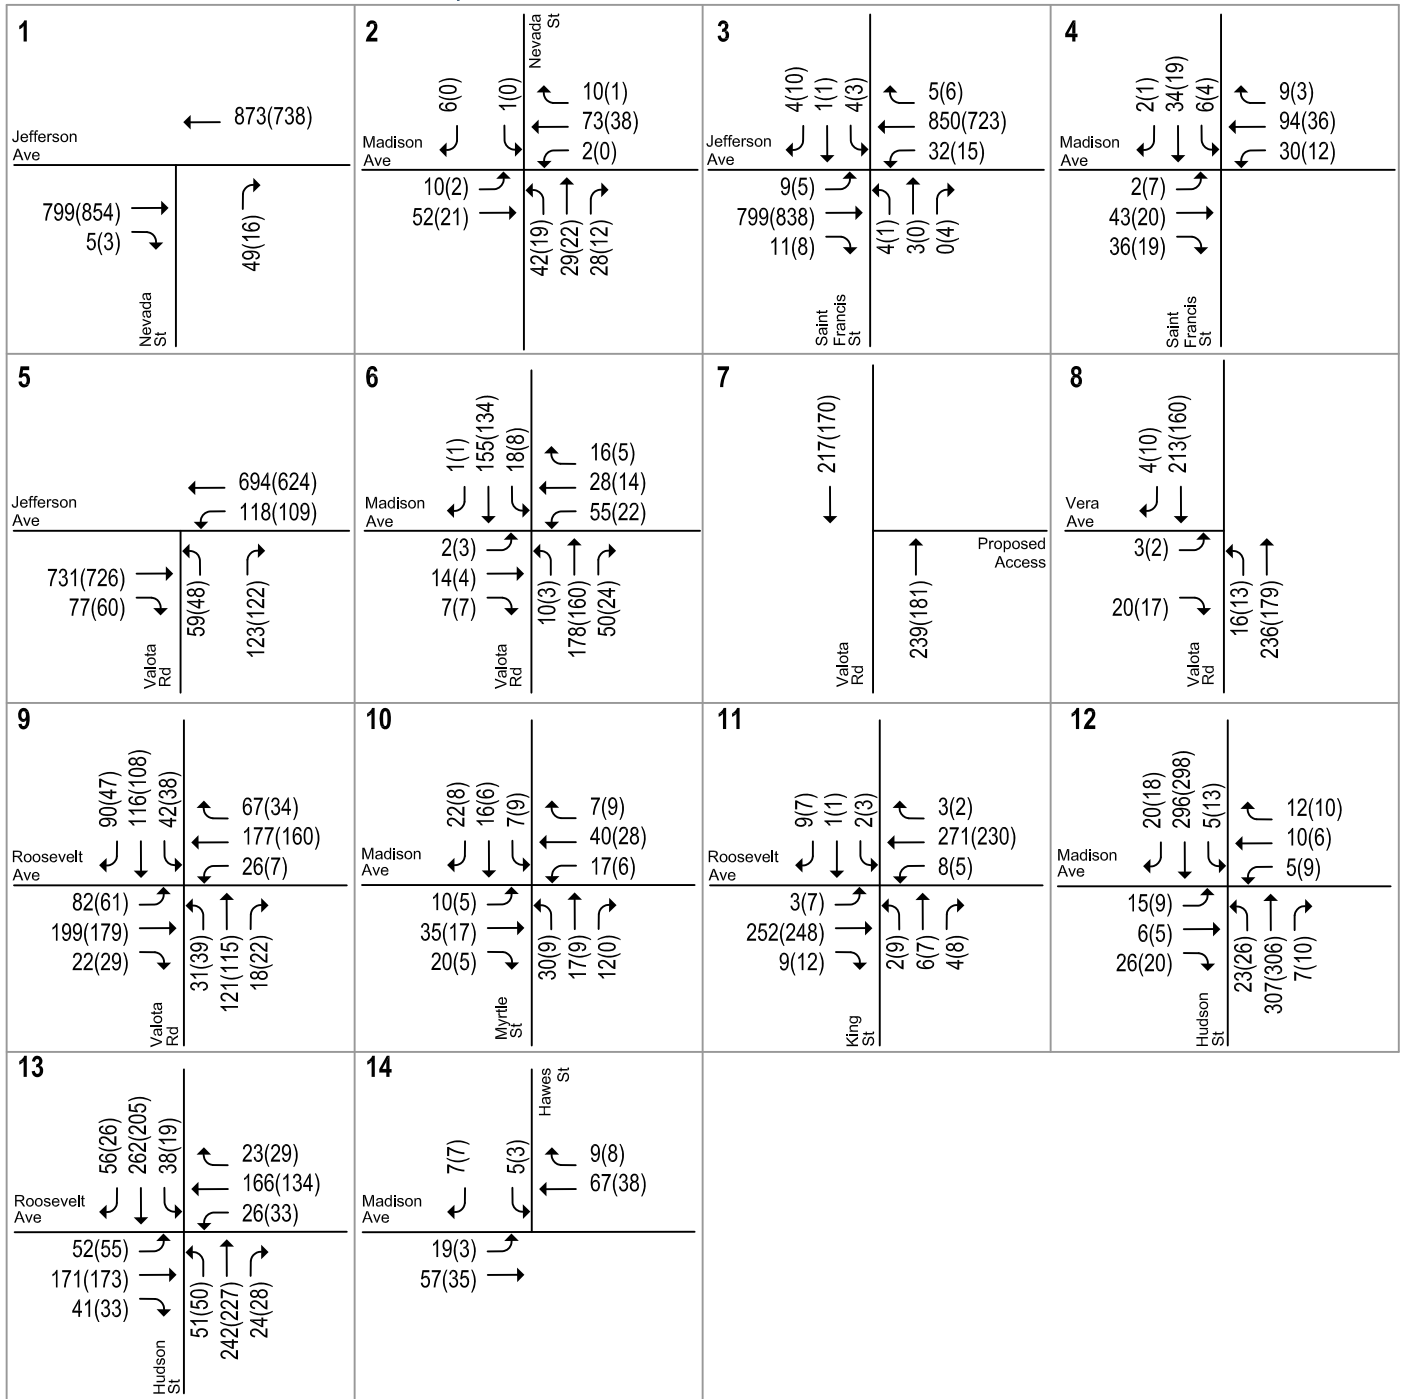 1
873(738)
Jefferson
Ave
799(854)
5(3)
49(16)
Nevada
St
2
Nevada
St
6(0)
1(0)
10(1)
73(38)
2(0)
Madison
Ave
10(2)
52(21)
42(19)
29(22)
28(12)
3
4(10)
1(1)
4(3)
5(6)
850(723)
32(15)
Jefferson
Ave
9(5)
799(838)
11(8)
4(1)
3(0)
0(4)
Saint
Francis
St
4
2(1)
34(19)
6(4)
9(3)
94(36)
30(12)
Madison
Ave
2(7)
43(20)
36(19)
Saint
Francis
St
5
694(624)
118(109)
Jefferson
Ave
731(726)
77(60)
59(48)
123(122)
Valota
Rd
6
1(1)
155(134)
18(8)
16(5)
28(14)
55(22)
Madison
Ave
2(3)
14(4)
7(7)
10(3)
178(160)
50(24)
Valota
Rd
7
217(170)
Proposed
Access
239(181)
Valota
Rd
8
4(10)
213(160)
Vera
Ave
3(2)
20(17)
16(13)
236(179)
Valota
Rd
9
90(47)
116(108)
42(38)
67(34)
177(160)
26(7)
Roosevelt
Ave
82(61)
199(179)
22(29)
31(39)
121(115)
18(22)
Valota
Rd
10
22(8)
16(6)
7(9)
7(9)
40(28)
17(6)
Madison
Ave
10(5)
35(17)
20(5)
30(9)
17(9)
12(0)
Myrtle
St
11
9(7)
1(1)
2(3)
3(2)
271(230)
8(5)
Roosevelt
Ave
3(7)
252(248)
9(12)
2(9)
6(7)
4(8)
King
St
12
20(18)
296(298)
5(13)
12(10)
10(6)
5(9)
Madison
Ave
15(9)
6(5)
26(20)
23(26)
307(306)
7(10)
Hudson
St
13
56(26)
262(205)
38(19)
23(29)
166(134)
26(33)
Roosevelt
Ave
52(55)
171(173)
41(33)
51(50)
242(227)
24(28)
Hudson
St
14
Hawes
St
7(7)
5(3)
9(8)
67(38)
Madison
Ave
19(3)
57(35)